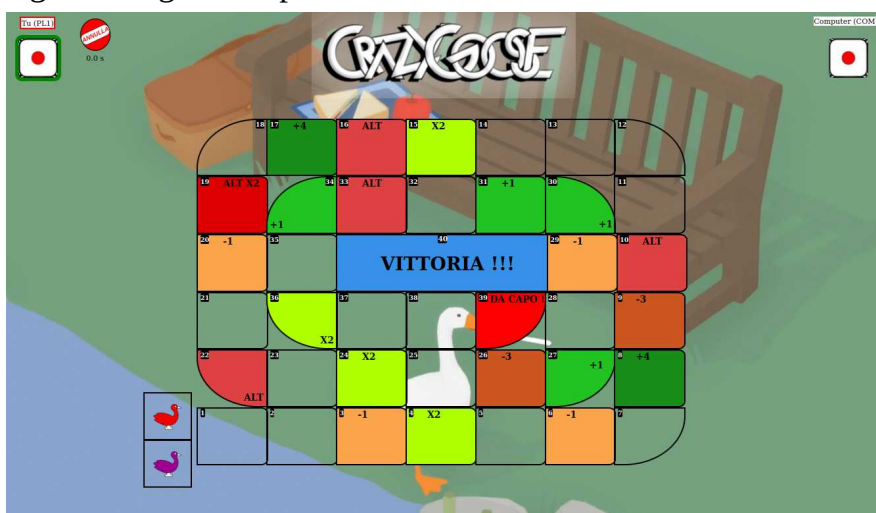 Tu (PL1)
ANNULLA
0.0 s
CRAZYGOOSE
Computer (COM
18
17 +4
16 ALT
15 X2
14
13
12
19 ALT X2
34 +1
33 ALT
32
31 +1
30 +1
11
20 -1
35
40
VITTORIA !!!
29 -1
10 ALT
21
36 X2
37
38
39 DA CAPO !
28
9 -3
22 ALT
23
24 X2
25
26 -3
27 +1
8 +4
1
2
3 -1
4 X2
5
6 -1
7